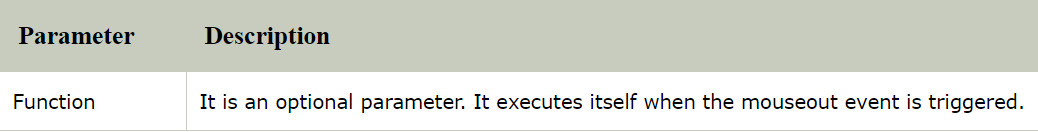 Parameter Description
Function It is an optional parameter. It executes itself when the mouseout event is triggered.